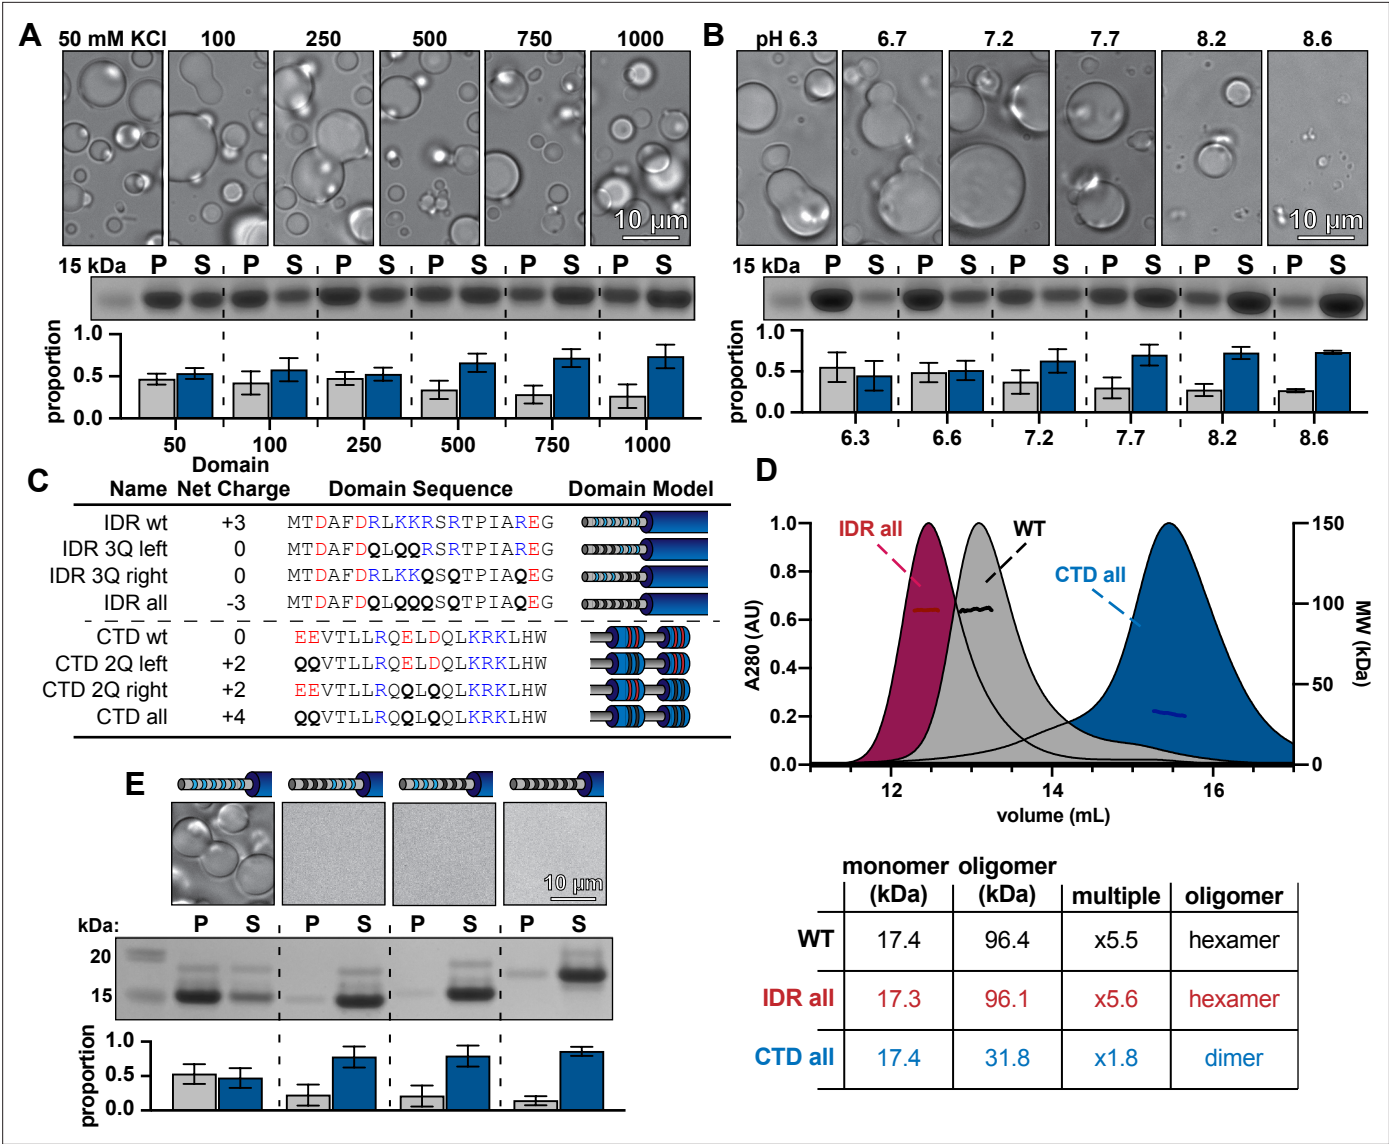 A
50 mM KCl 100 250 500 750 1000
10 µm
15 kDa P S P S P S P S P S P S
proportion
1.0
0.5
0.0
50 100 250 500 750 1000
B
pH 6.3 6.7 7.2 7.7 8.2 8.6
10 µm
15 kDa P S P S P S P S P S P S
proportion
1.0
0.5
0.0
6.3 6.6 7.2 7.7 8.2 8.6
C
Domain
Name Net Charge Domain Sequence Domain Model
IDR wt +3 MTDAFDRLKKRSRTPIAREG
IDR 3Q left 0 MTDAFDQLQQRSRTPIAREG
IDR 3Q right 0 MTDAFDRLKKQSQTPIAQEG
IDR all -3 MTDAFDQLQQQSQTPIAQEG
CTD wt 0 EEVTLLRQELDQLKRKLHW
CTD 2Q left +2 QQVTLLRQELDQLKRKLHW
CTD 2Q right +2 EEVTLLRQQLQQLKRKLHW
CTD all +4 QQVTLLRQQLQQLKRKLHW
D
IDR all
WT
CTD all
A280 (AU)
1.0
0.8
0.6
0.4
0.2
0.0
150
100
50
0
MW (kDa)
12 14 16
volume (mL)
monomer oligomer
(kDa) (kDa) multiple oligomer
WT 17.4 96.4 x5.5 hexamer
IDR all 17.3 96.1 x5.6 hexamer
CTD all 17.4 31.8 x1.8 dimer
E
10 µm
kDa: P S P S P S P S
20
15
proportion
1.0
0.5
0.0